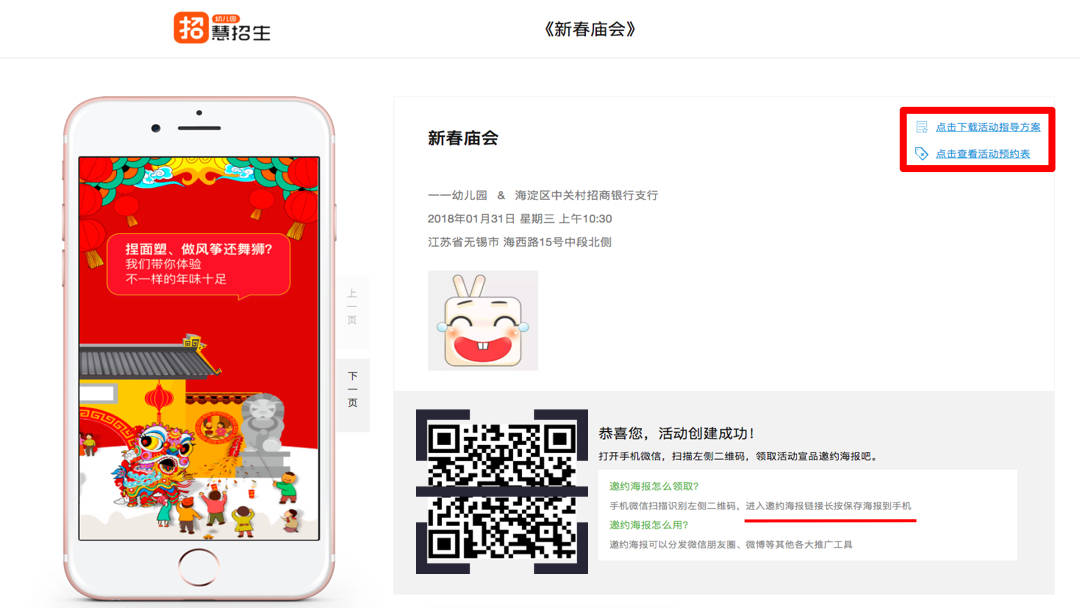 招 幼儿园 慧招生
《新春庙会》
捏面塑、做风筝还舞狮?
我们带你体验
不一样的年味十足
上一页
下一页
新春庙会
点击下载活动指导方案
点击查看活动预约表
一一幼儿园 & 海淀区中关村招商银行支行
2018年01月31日 星期三 上午10:30
江苏省无锡市 海西路15号中段北侧
恭喜您，活动创建成功！
打开手机微信，扫描左侧二维码，领取活动宣品邀约海报吧。
邀约海报怎么领取?
手机微信扫描识别左侧二维码，进入邀约海报链接长按保存海报到手机
邀约海报怎么用?
邀约海报可以分发微信朋友圈、微博等其他各大推广工具